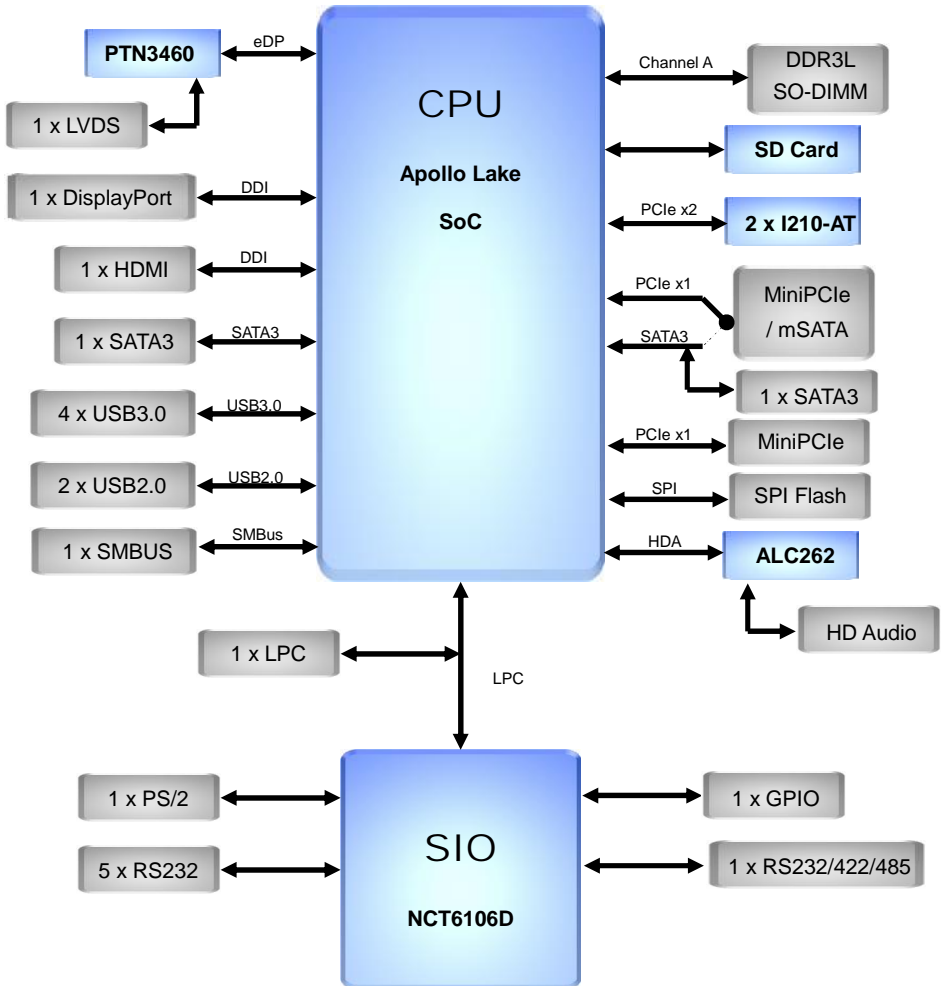 PTN3460
eDP
1 x LVDS
1 x DisplayPort
DDI
1 x HDMI
DDI
1 x SATA3
SATA3
4 x USB3.0
USB3.0
2 x USB2.0
USB2.0
1 x SMBUS
SMBus
CPU
Apollo Lake
SoC
Channel A
DDR3L
SO-DIMM
SD Card
PCIe x2
2 x I210-AT
PCIe x1
MiniPCIe
/ mSATA
SATA3
1 x SATA3
PCIe x1
MiniPCIe
SPI
SPI Flash
HDA
ALC262
HD Audio
1 x LPC
LPC
1 x PS/2
5 x RS232
SIO
NCT6106D
1 x GPIO
1 x RS232/422/485